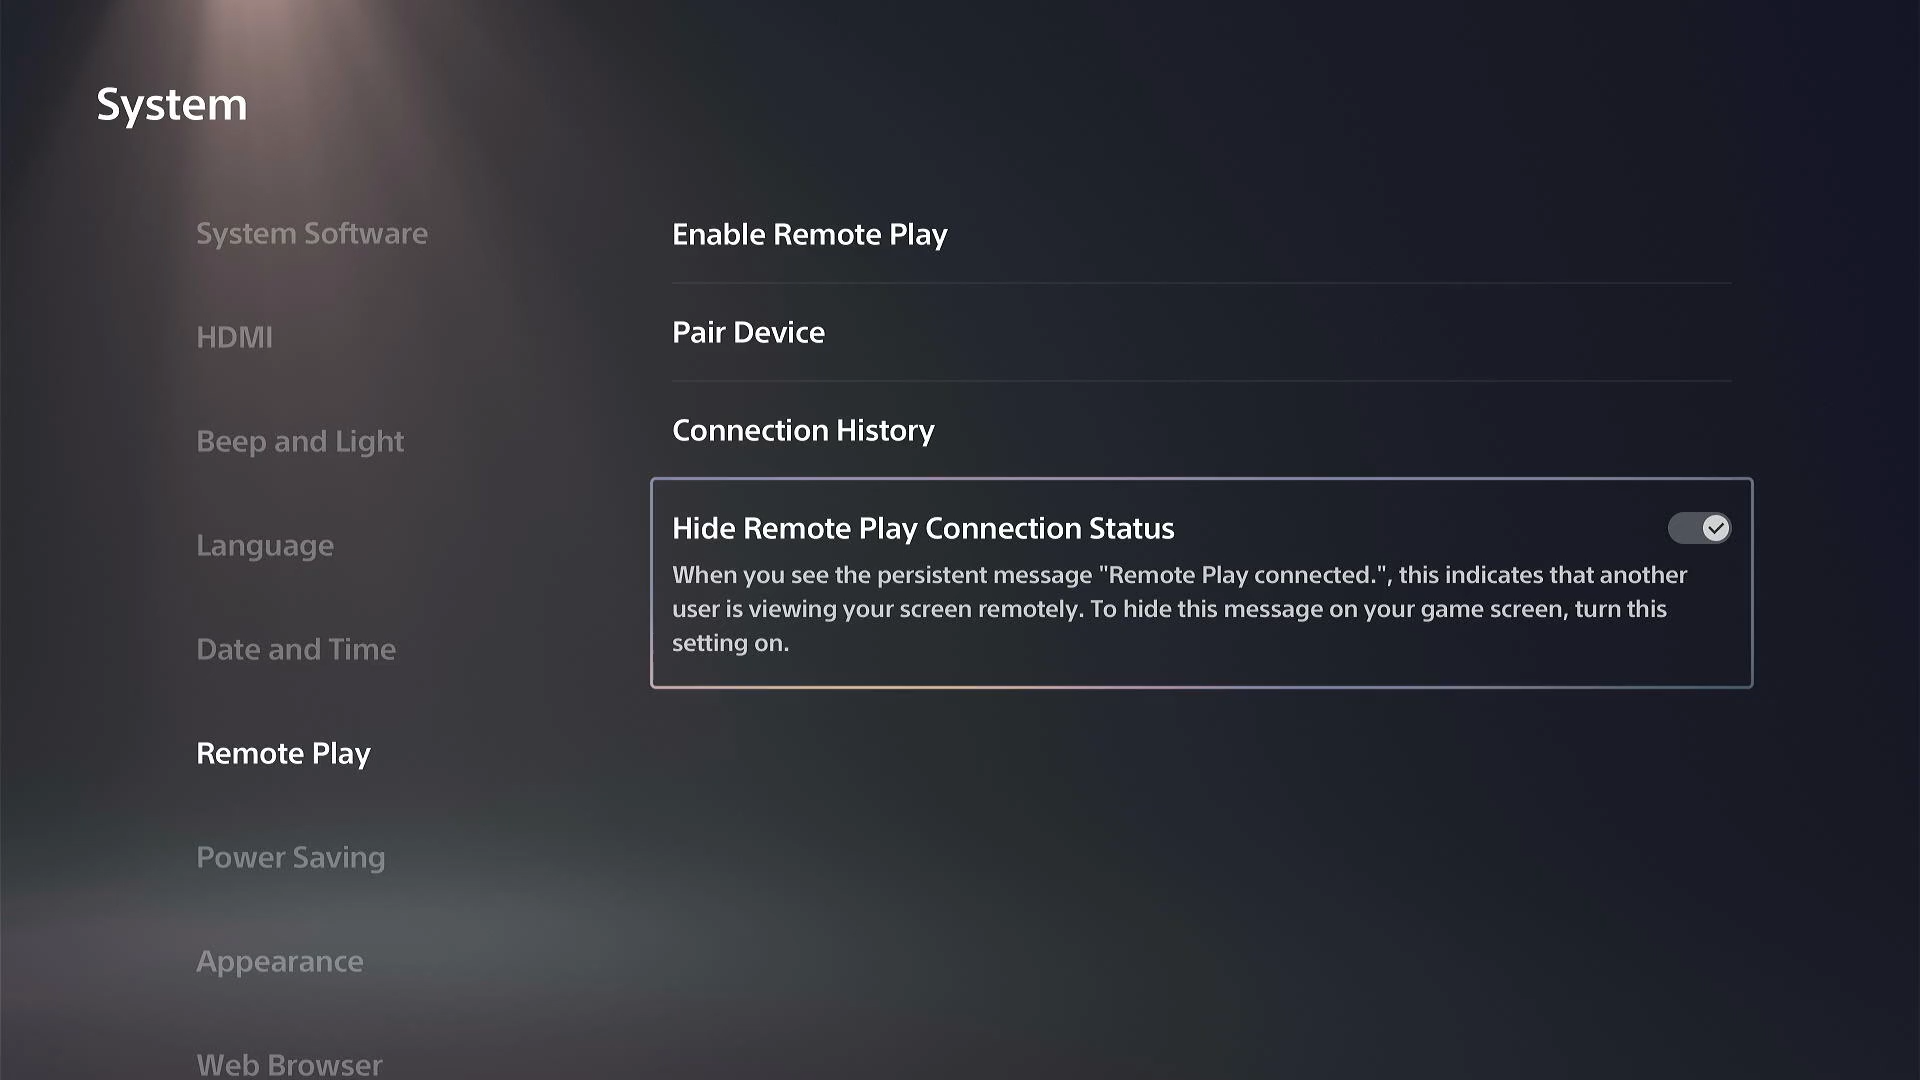 System
System Software
HDMI
Beep and Light
Language
Date and Time
Remote Play
Power Saving
Appearance
Web Browser
Enable Remote Play
Pair Device
Connection History
Hide Remote Play Connection Status
When you see the persistent message "Remote Play connected.", this indicates that another
user is viewing your screen remotely. To hide this message on your game screen, turn this
setting on.